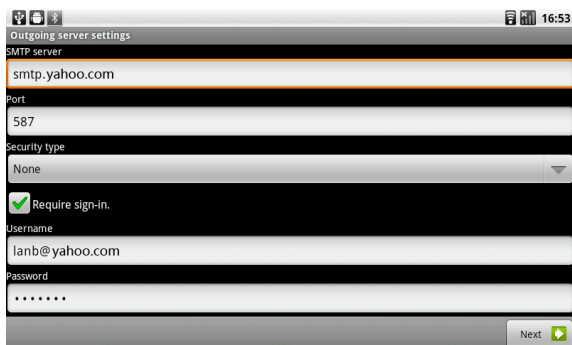 16:53
Outgoing server settings
SMTP server
smtp.yahoo.com
Port
587
Security type
None
Require sign-in.
Username
lanb@yahoo.com
Password
•••••••
Next